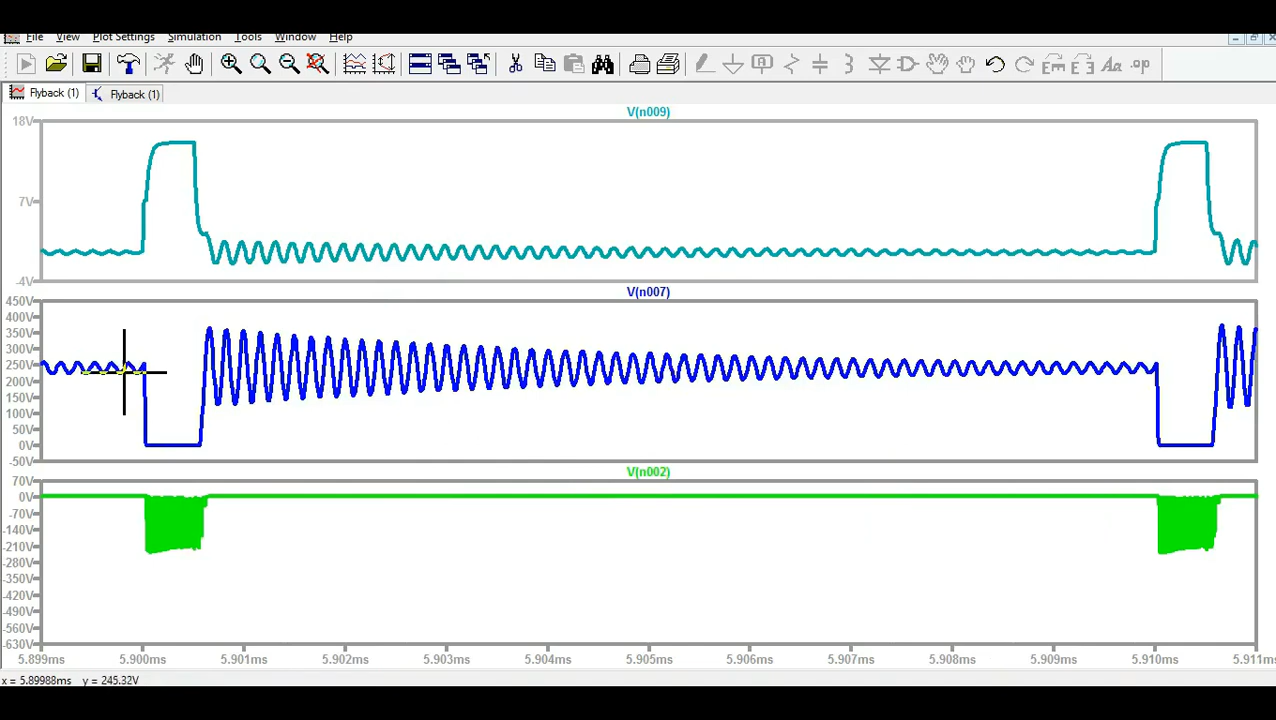 File View Plot Settings Simulation Tools Window Help
Flyback (1) Flyback (1)
V(n009)
18V
7V
-4V
V(n007)
450V
400V
350V
300V
250V
200V
150V
100V
50V
0V
-50V
V(n002)
70V
0V
-70V
-140V
-210V
-280V
-350V
-420V
-490V
-560V
-630V
5.899ms 5.900ms 5.901ms 5.902ms 5.903ms 5.904ms 5.905ms 5.906ms 5.907ms 5.908ms 5.909ms 5.910ms 5.911ms
x = 5.89988ms y = 245.32V